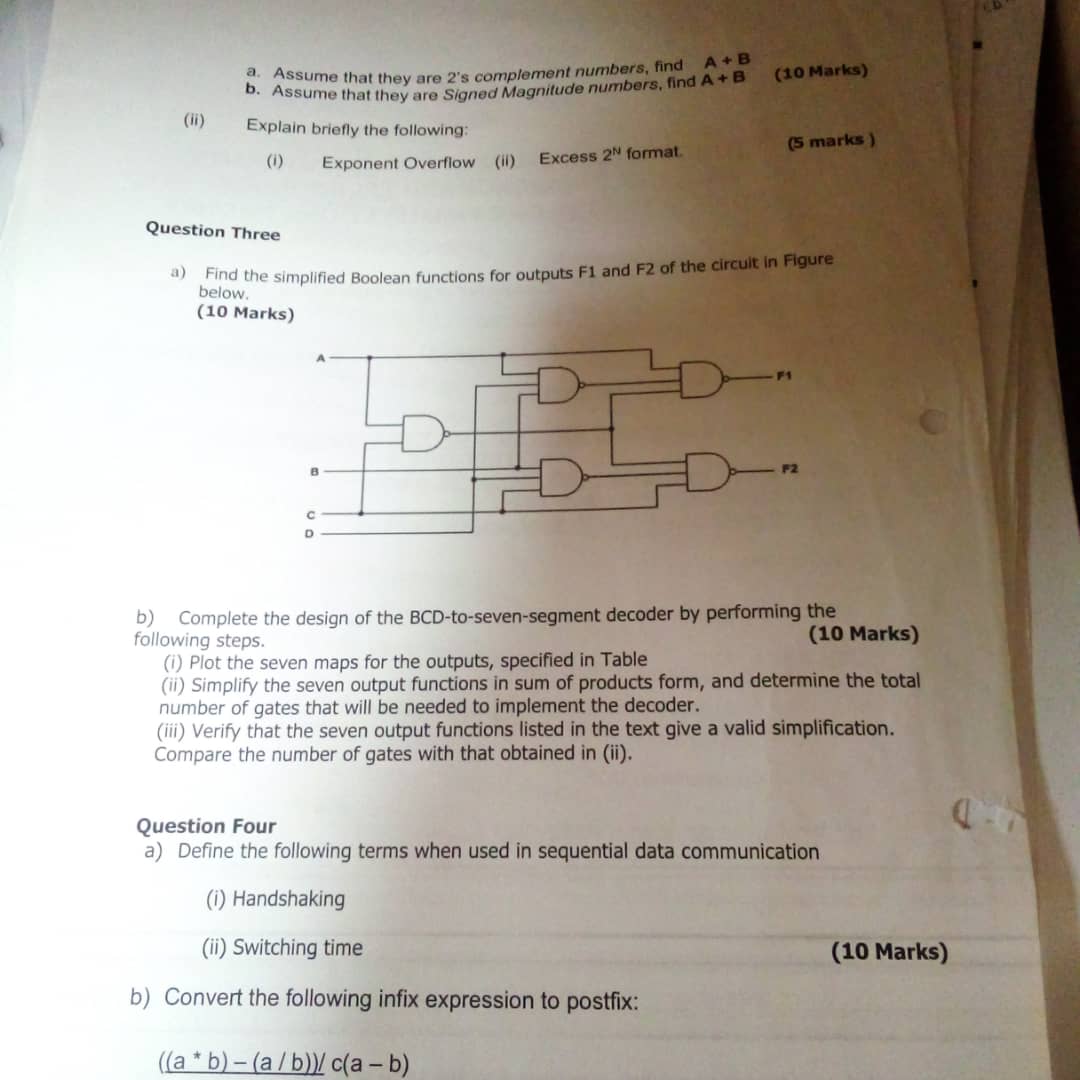 a. Assume that they are 2's complement numbers, find A + B
b. Assume that they are Signed Magnitude numbers, find A + B (10 Marks)
(ii) Explain briefly the following:
(i) Exponent Overflow (ii) Excess 2ᴺ format. (5 marks)
Question Three
a) Find the simplified Boolean functions for outputs F1 and F2 of the circuit in Figure
below.
(10 Marks)
A
F1
B
F2
C
D
b) Complete the design of the BCD-to-seven-segment decoder by performing the
following steps. (10 Marks)
(i) Plot the seven maps for the outputs, specified in Table
(ii) Simplify the seven output functions in sum of products form, and determine the total
number of gates that will be needed to implement the decoder.
(iii) Verify that the seven output functions listed in the text give a valid simplification.
Compare the number of gates with that obtained in (ii).
Question Four
a) Define the following terms when used in sequential data communication
(i) Handshaking
(ii) Switching time (10 Marks)
b) Convert the following infix expression to postfix:
((a * b) – (a / b))/ c(a – b)